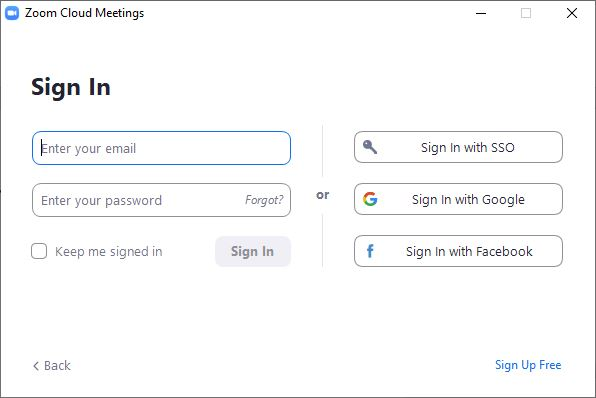 Zoom Cloud Meetings
Sign In
Enter your email
Enter your password
Forgot?
Keep me signed in
Sign In
or
Sign In with SSO
Sign In with Google
Sign In with Facebook
Back
Sign Up Free